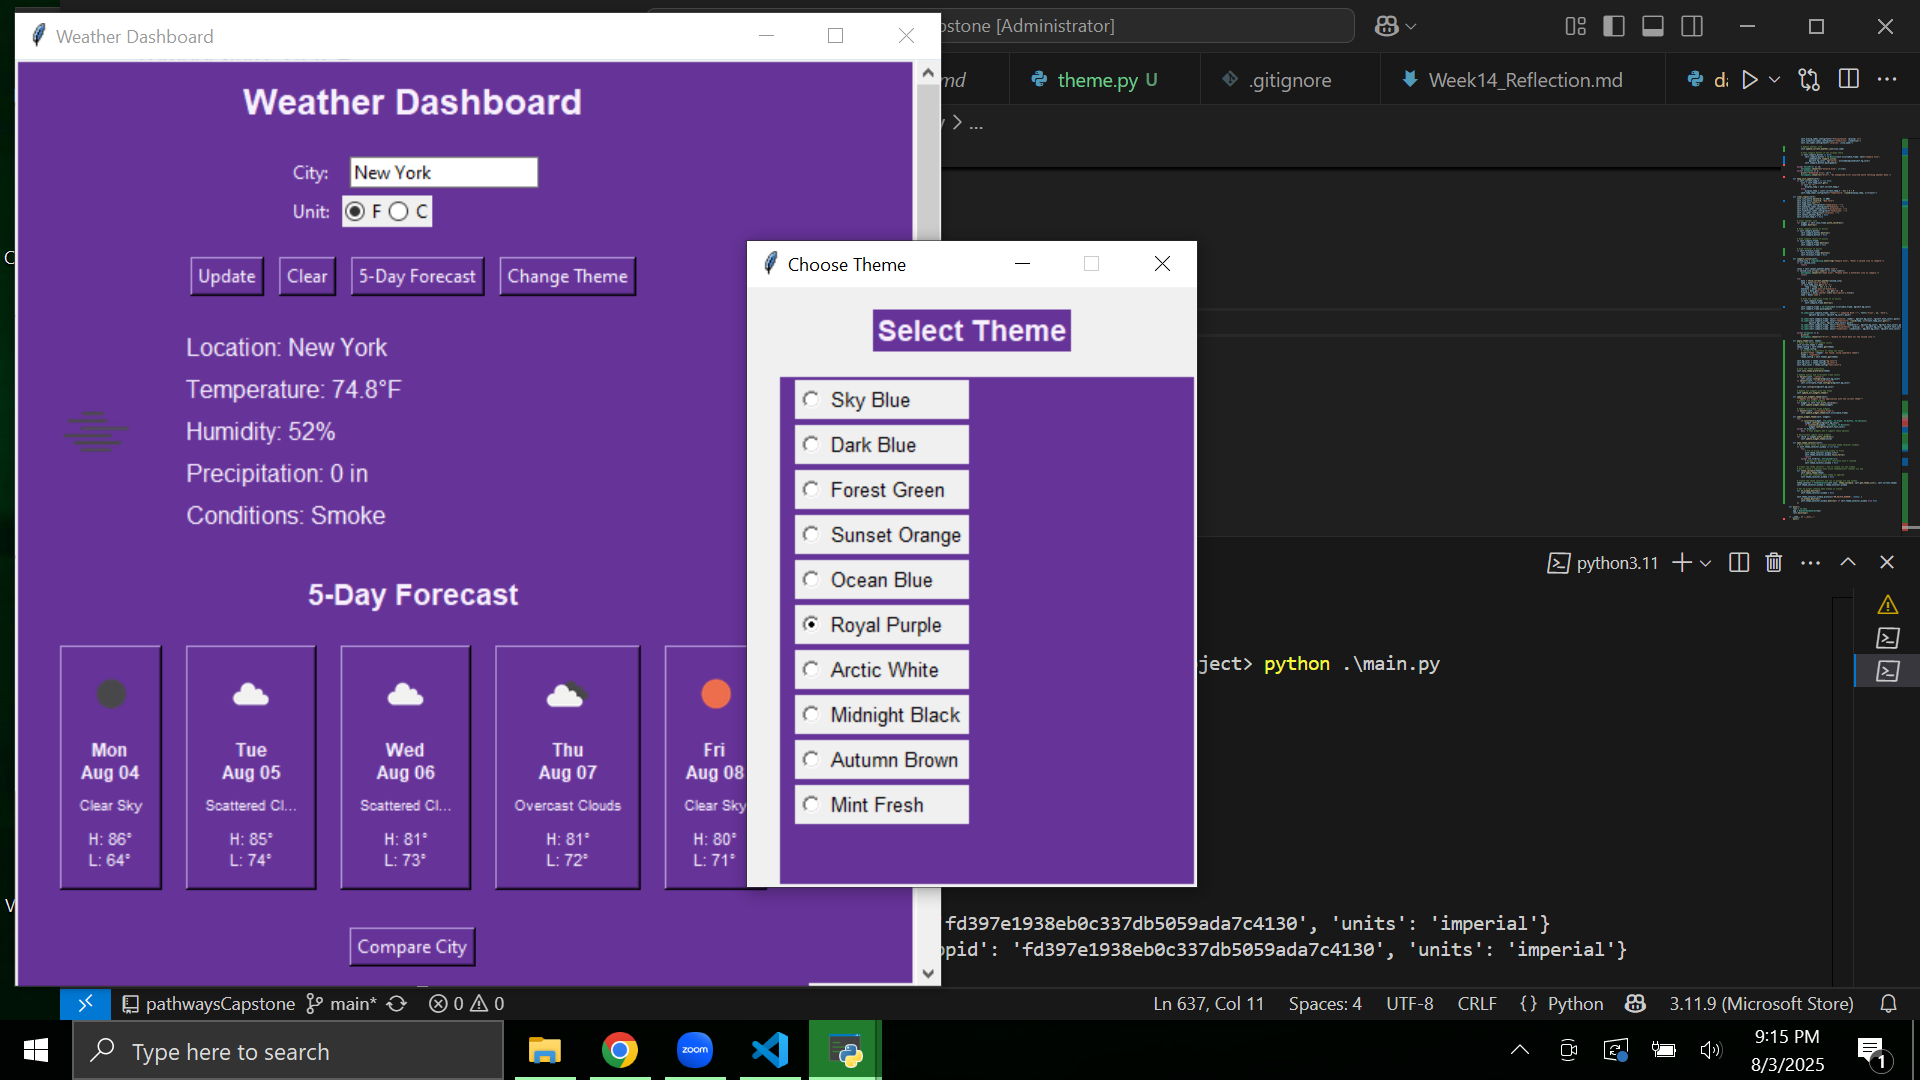 Weather Dashboard
Weather Dashboard
City: New York
Unit: F C
Update Clear 5-Day Forecast Change Theme
Location: New York
Temperature: 74.8°F
Humidity: 52%
Precipitation: 0 in
Conditions: Smoke
5-Day Forecast
Mon
Aug 04
Clear Sky
H: 86°
L: 64°
Tue
Aug 05
Scattered Cl...
H: 85°
L: 74°
Wed
Aug 06
Scattered Cl...
H: 81°
L: 73°
Thu
Aug 07
Overcast Clouds
H: 81°
L: 72°
Fri
Aug 08
Clear Sky
H: 80°
L: 71°
Compare City
Choose Theme
Select Theme
Sky Blue
Dark Blue
Forest Green
Sunset Orange
Ocean Blue
Royal Purple
Arctic White
Midnight Black
Autumn Brown
Mint Fresh
pstone [Administrator]
md theme.py U .gitignore Week14_Reflection.md da
...
python3.11
ject> python .\main.py
fd397e1938eb0c337db5059ada7c4130', 'units': 'imperial'}
ppid': 'fd397e1938eb0c337db5059ada7c4130', 'units': 'imperial'}
pathwaysCapstone main* 0 0 Ln 637, Col 11 Spaces: 4 UTF-8 CRLF {} Python 3.11.9 (Microsoft Store)
Type here to search
zoom
9:15 PM
8/3/2025
1